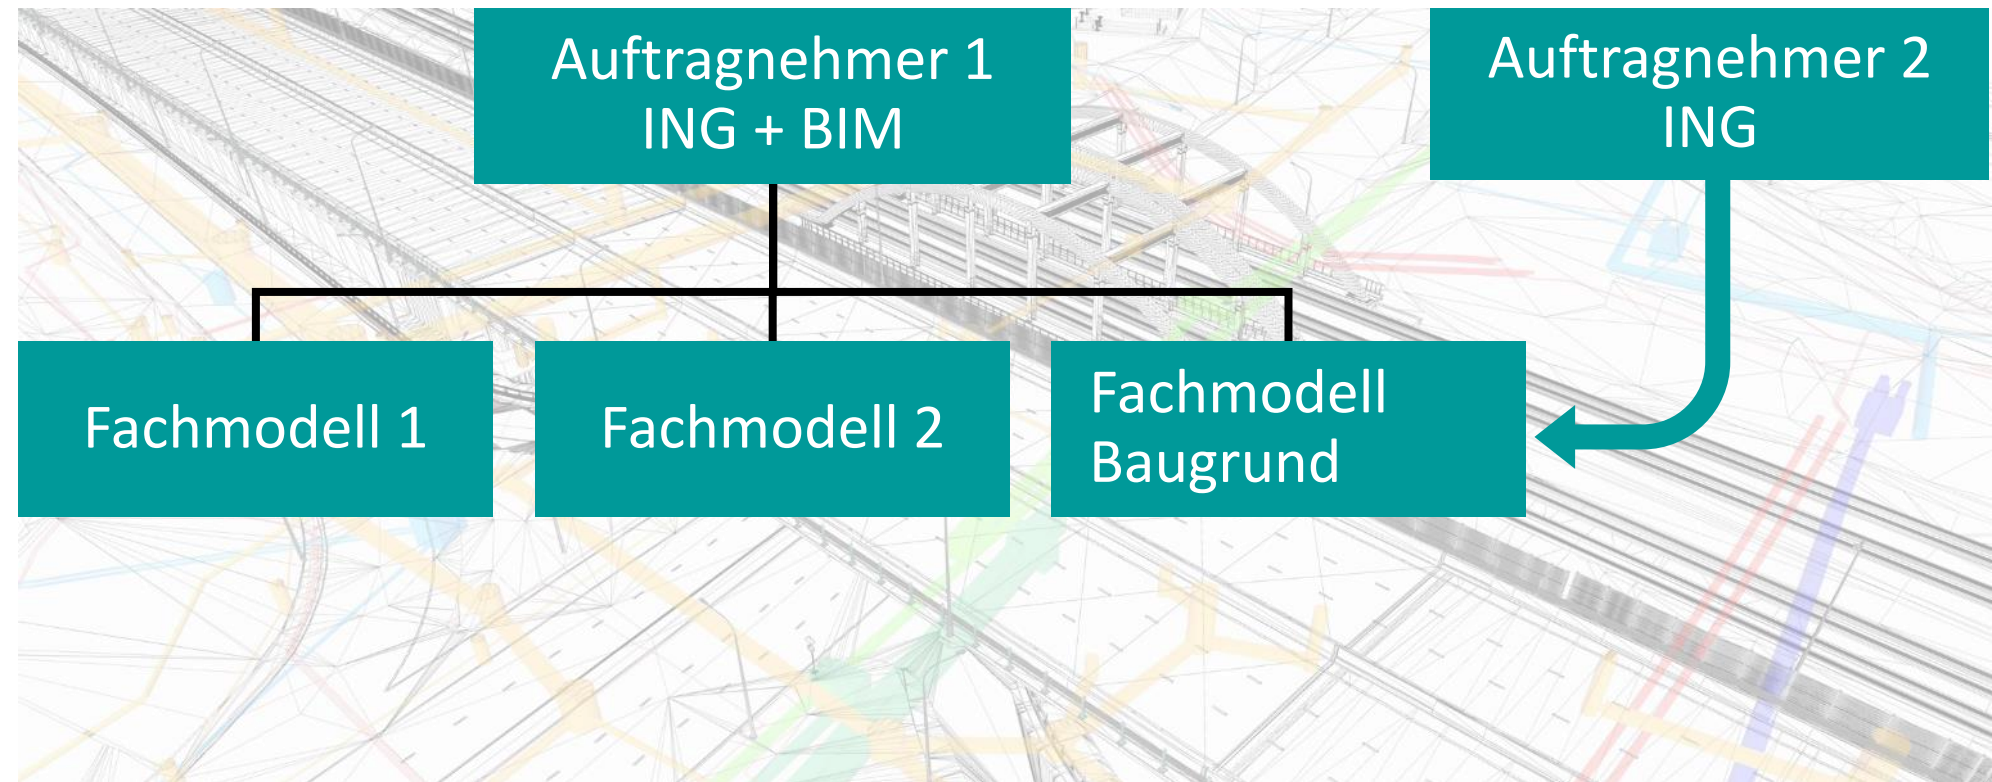 Auftragnehmer 1
ING + BIM
Auftragnehmer 2
ING
Fachmodell 1
Fachmodell 2
Fachmodell
Baugrund